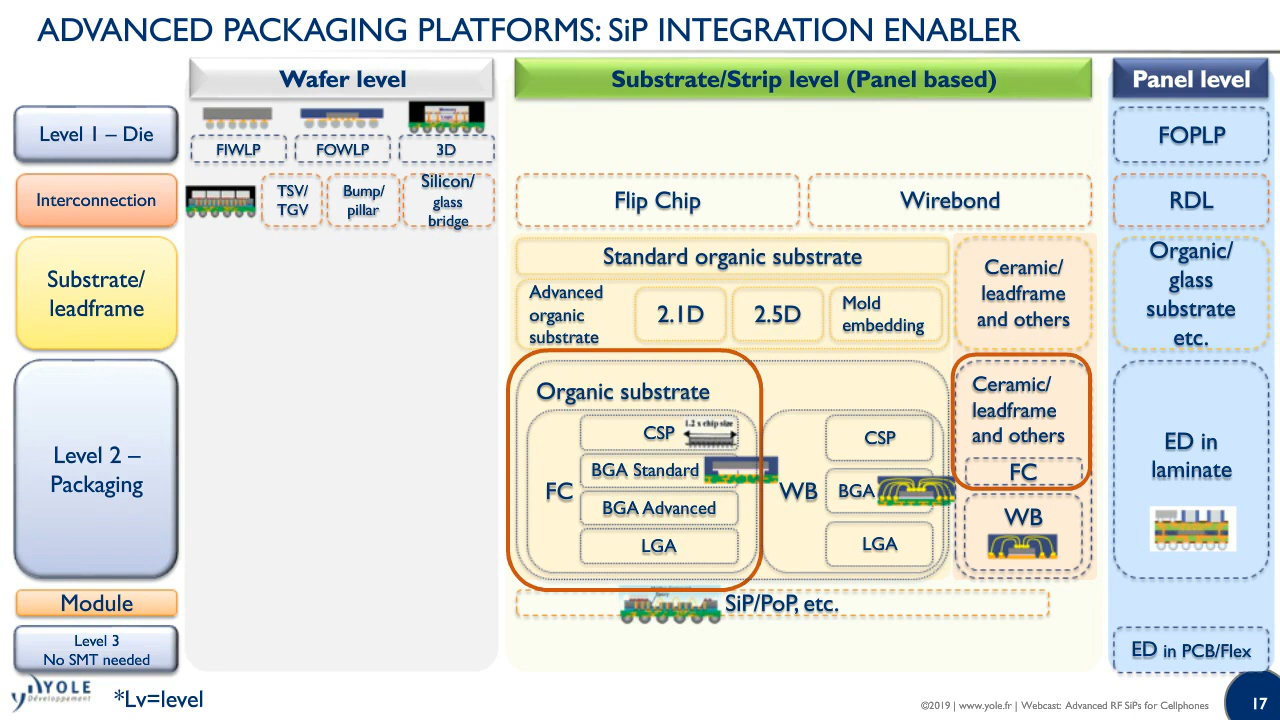 ADVANCED PACKAGING PLATFORMS: SiP INTEGRATION ENABLER
Wafer level
Substrate/Strip level (Panel based)
Panel level
Level 1 – Die
FIWLP
FOWLP
3D
FOPLP
Interconnection
TSV/
TGV
Bump/
pillar
Silicon/
glass
bridge
Flip Chip
Wirebond
RDL
Substrate/
leadframe
Standard organic substrate
Advanced
organic
substrate
2.1D
2.5D
Mold
embedding
Ceramic/
leadframe
and others
Organic/
glass
substrate
etc.
Level 2 –
Packaging
Organic substrate
FC
CSP
1.2 x chip size
BGA Standard
BGA Advanced
LGA
WB
CSP
BGA
LGA
Ceramic/
leadframe
and others
FC
WB
ED in
laminate
Module
SiP/PoP, etc.
Level 3
No SMT needed
ED in PCB/Flex
YOLE
Développement
*Lv=level
©2019 | www.yole.fr | Webcast: Advanced RF SiPs for Cellphones
17